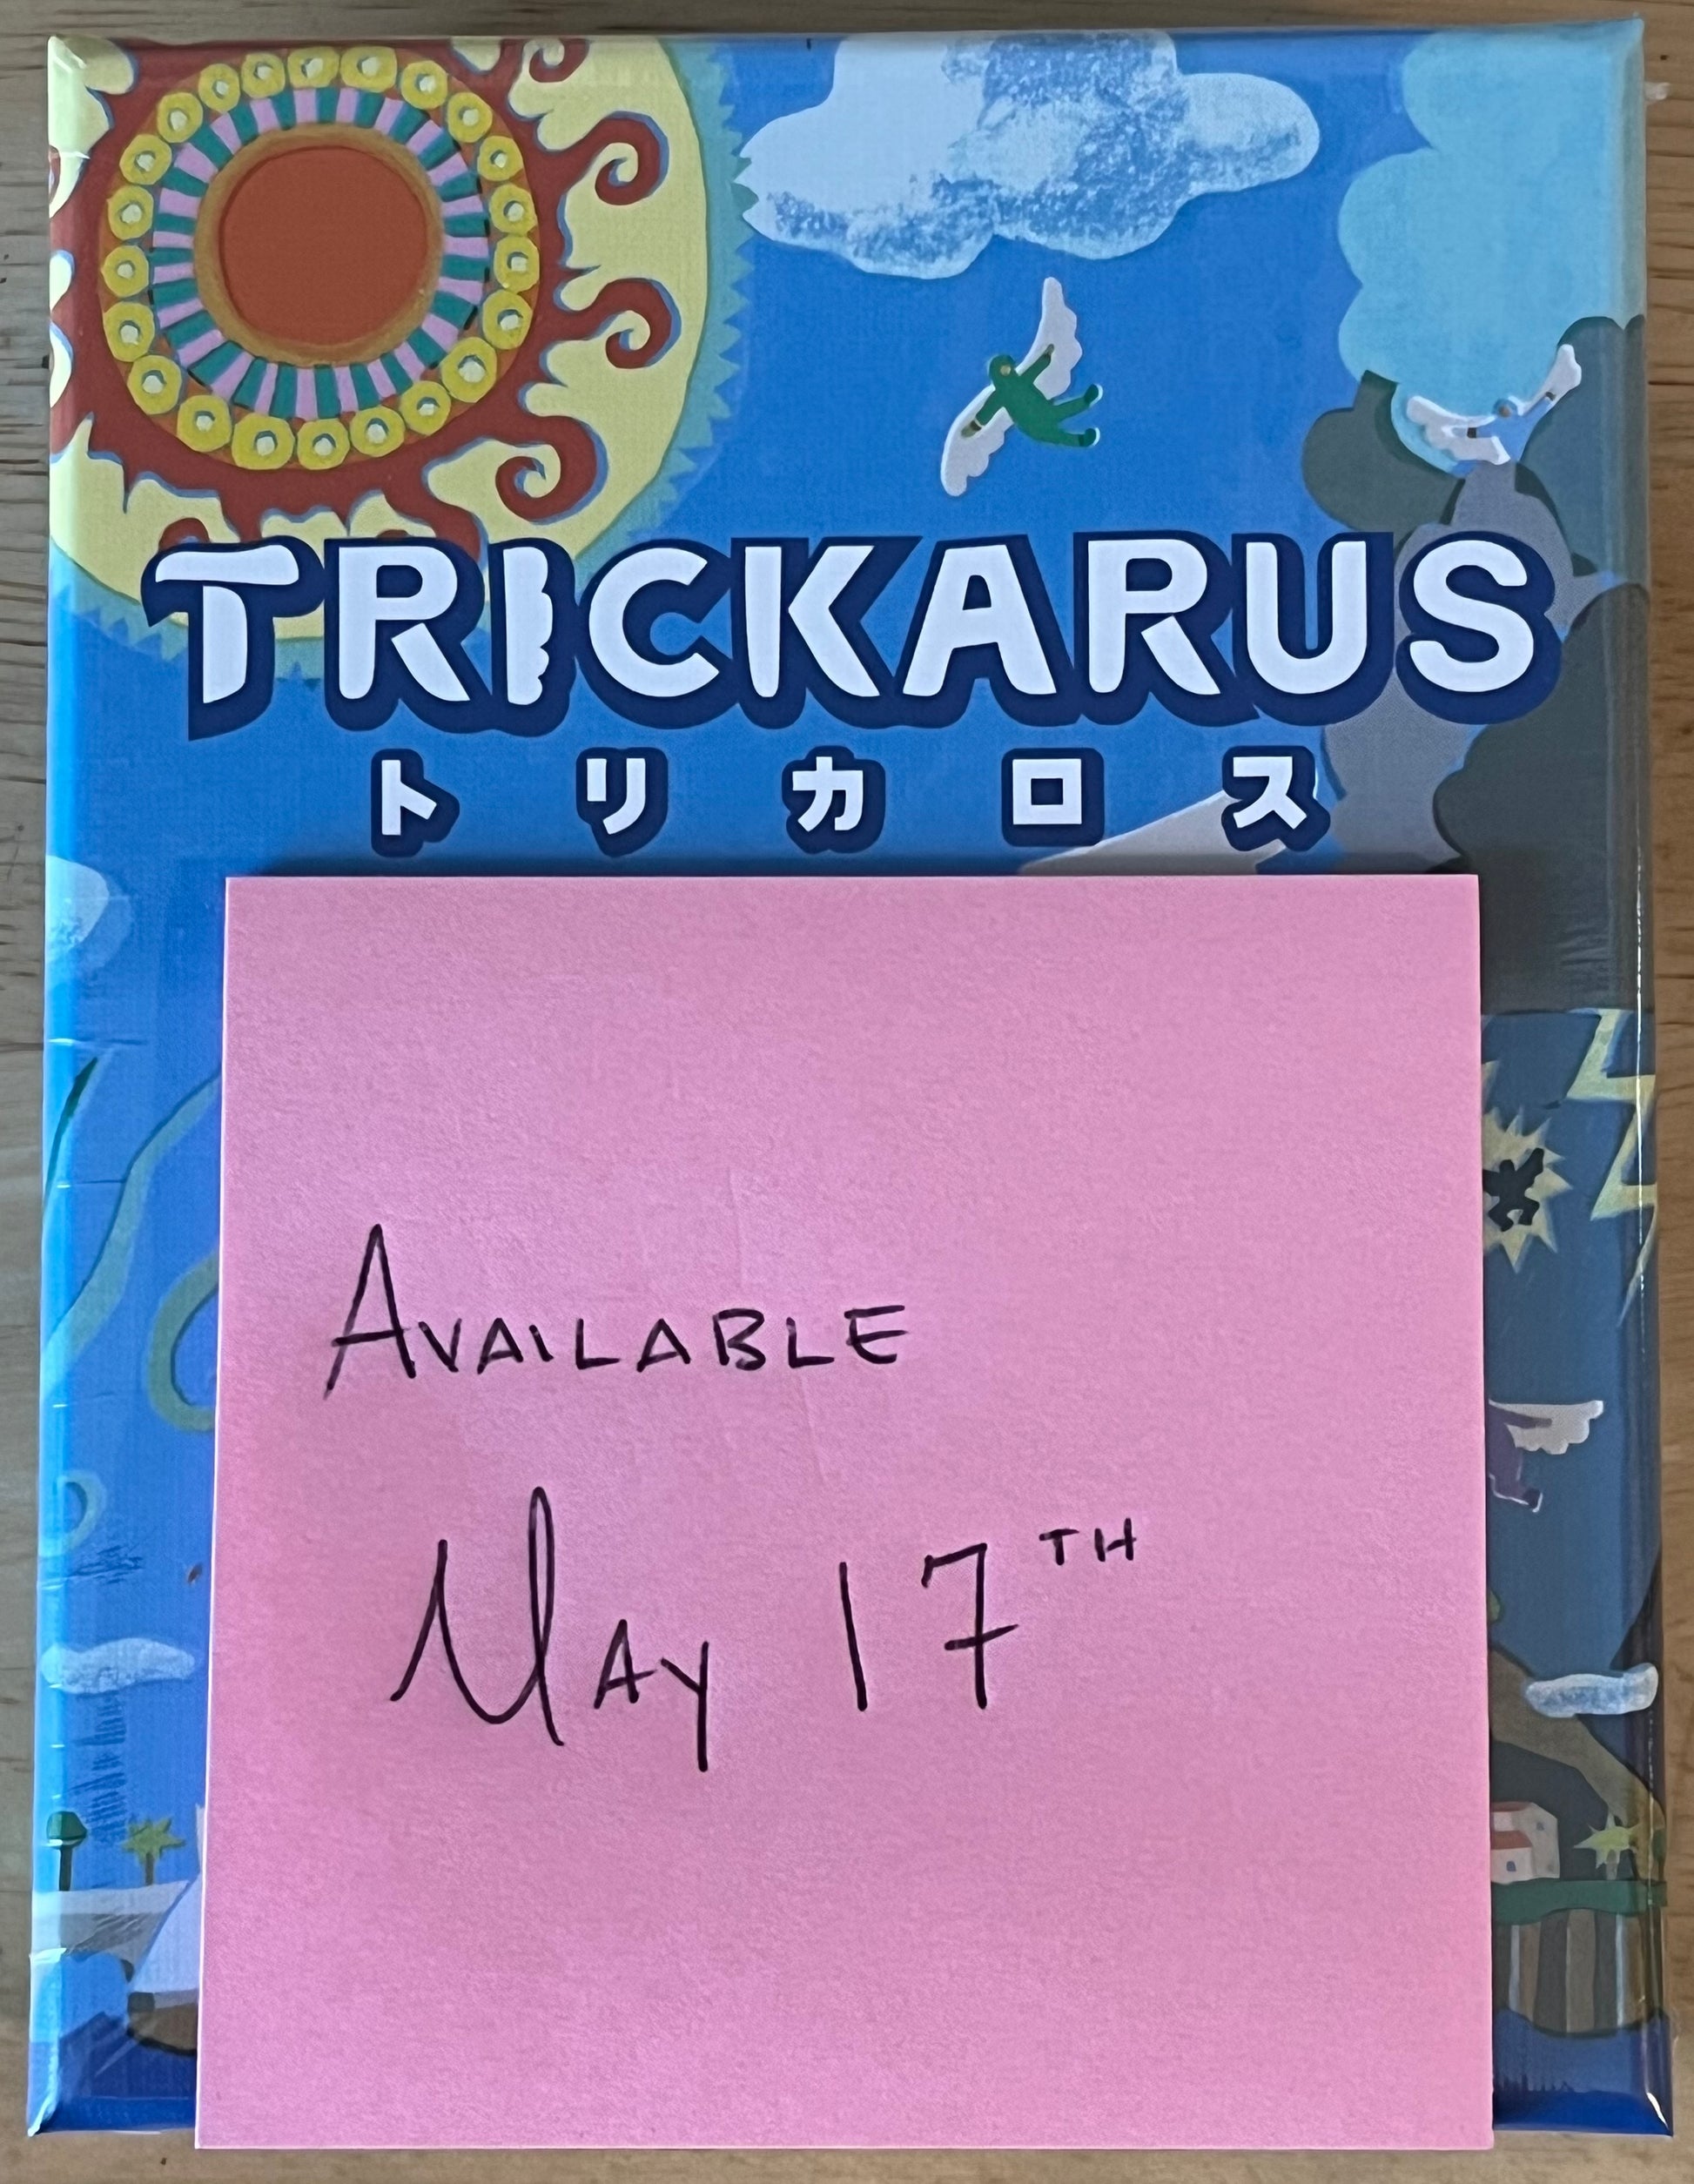 TRICKARUS
トリカロス
AVAILABLE
MAY 17TH